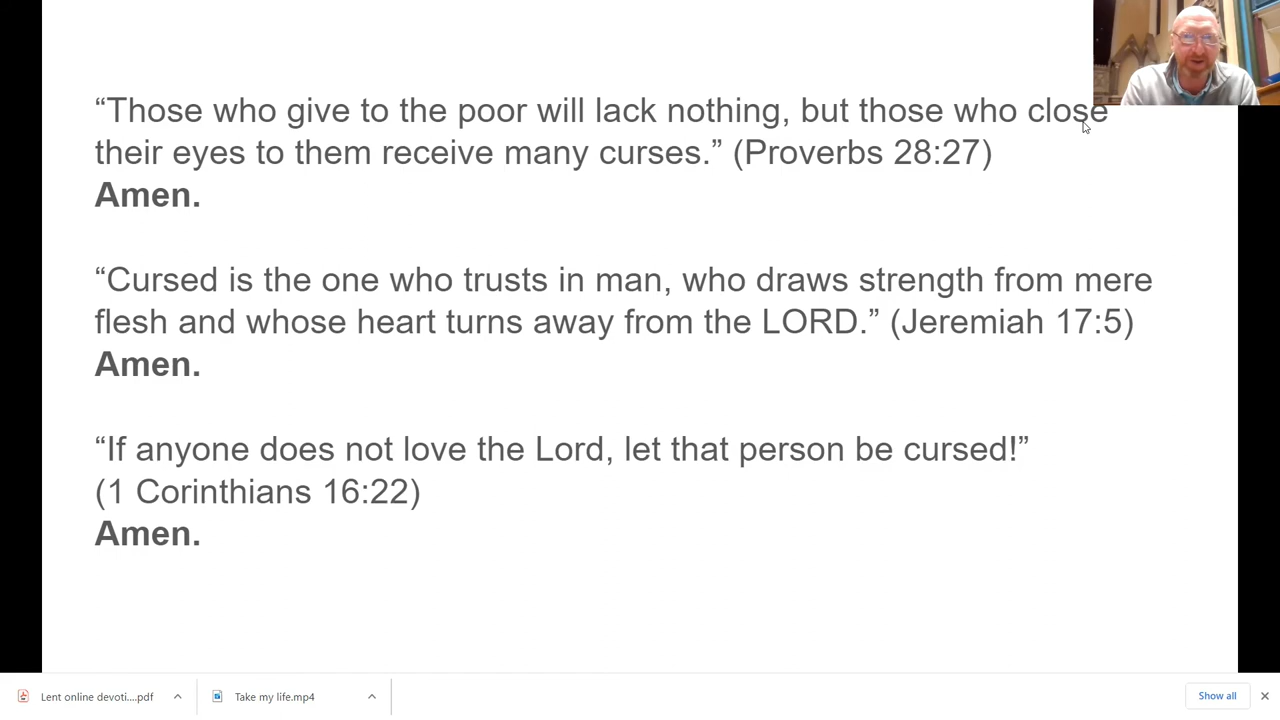 “Those who give to the poor will lack nothing, but those who close
their eyes to them receive many curses.” (Proverbs 28:27)
Amen.
“Cursed is the one who trusts in man, who draws strength from mere
flesh and whose heart turns away from the LORD.” (Jeremiah 17:5)
Amen.
“If anyone does not love the Lord, let that person be cursed!”
(1 Corinthians 16:22)
Amen.
Lent online devoti....pdf
Take my life.mp4
Show all